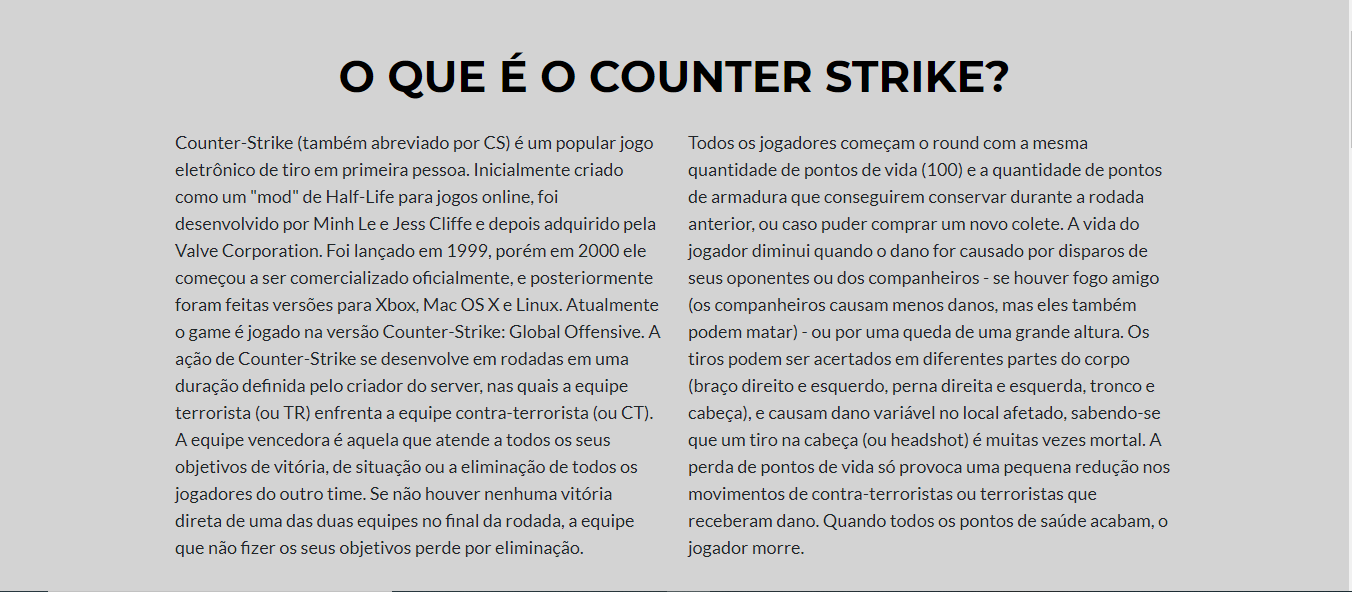 O QUE É O COUNTER STRIKE?
Counter-Strike (também abreviado por CS) é um popular jogo
eletrônico de tiro em primeira pessoa. Inicialmente criado
como um "mod" de Half-Life para jogos online, foi
desenvolvido por Minh Le e Jess Cliffe e depois adquirido pela
Valve Corporation. Foi lançado em 1999, porém em 2000 ele
começou a ser comercializado oficialmente, e posteriormente
foram feitas versões para Xbox, Mac OS X e Linux. Atualmente
o game é jogado na versão Counter-Strike: Global Offensive. A
ação de Counter-Strike se desenvolve em rodadas em uma
duração definida pelo criador do server, nas quais a equipe
terrorista (ou TR) enfrenta a equipe contra-terrorista (ou CT).
A equipe vencedora é aquela que atende a todos os seus
objetivos de vitória, de situação ou a eliminação de todos os
jogadores do outro time. Se não houver nenhuma vitória
direta de uma das duas equipes no final da rodada, a equipe
que não fizer os seus objetivos perde por eliminação.
Todos os jogadores começam o round com a mesma
quantidade de pontos de vida (100) e a quantidade de pontos
de armadura que conseguirem conservar durante a rodada
anterior, ou caso puder comprar um novo colete. A vida do
jogador diminui quando o dano for causado por disparos de
seus oponentes ou dos companheiros - se houver fogo amigo
(os companheiros causam menos danos, mas eles também
podem matar) - ou por uma queda de uma grande altura. Os
tiros podem ser acertados em diferentes partes do corpo
(braço direito e esquerdo, perna direita e esquerda, tronco e
cabeça), e causam dano variável no local afetado, sabendo-se
que um tiro na cabeça (ou headshot) é muitas vezes mortal. A
perda de pontos de vida só provoca uma pequena redução nos
movimentos de contra-terroristas ou terroristas que
receberam dano. Quando todos os pontos de saúde acabam, o
jogador morre.